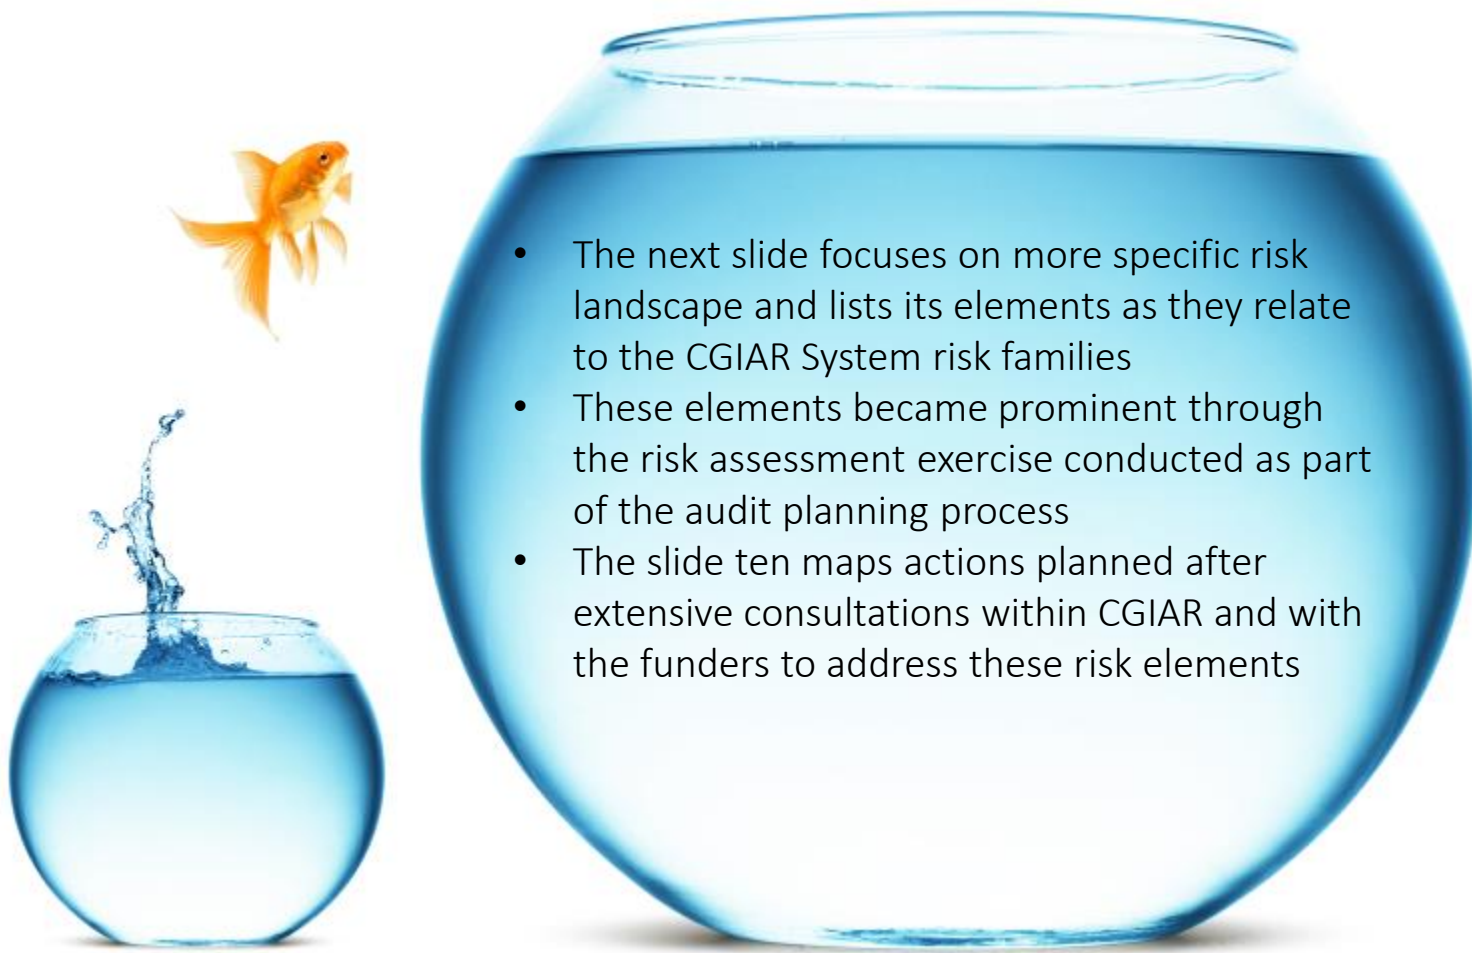 • The next slide focuses on more specific risk
landscape and lists its elements as they relate
to the CGIAR System risk families
• These elements became prominent through
the risk assessment exercise conducted as part
of the audit planning process
• The slide ten maps actions planned after
extensive consultations within CGIAR and with
the funders to address these risk elements